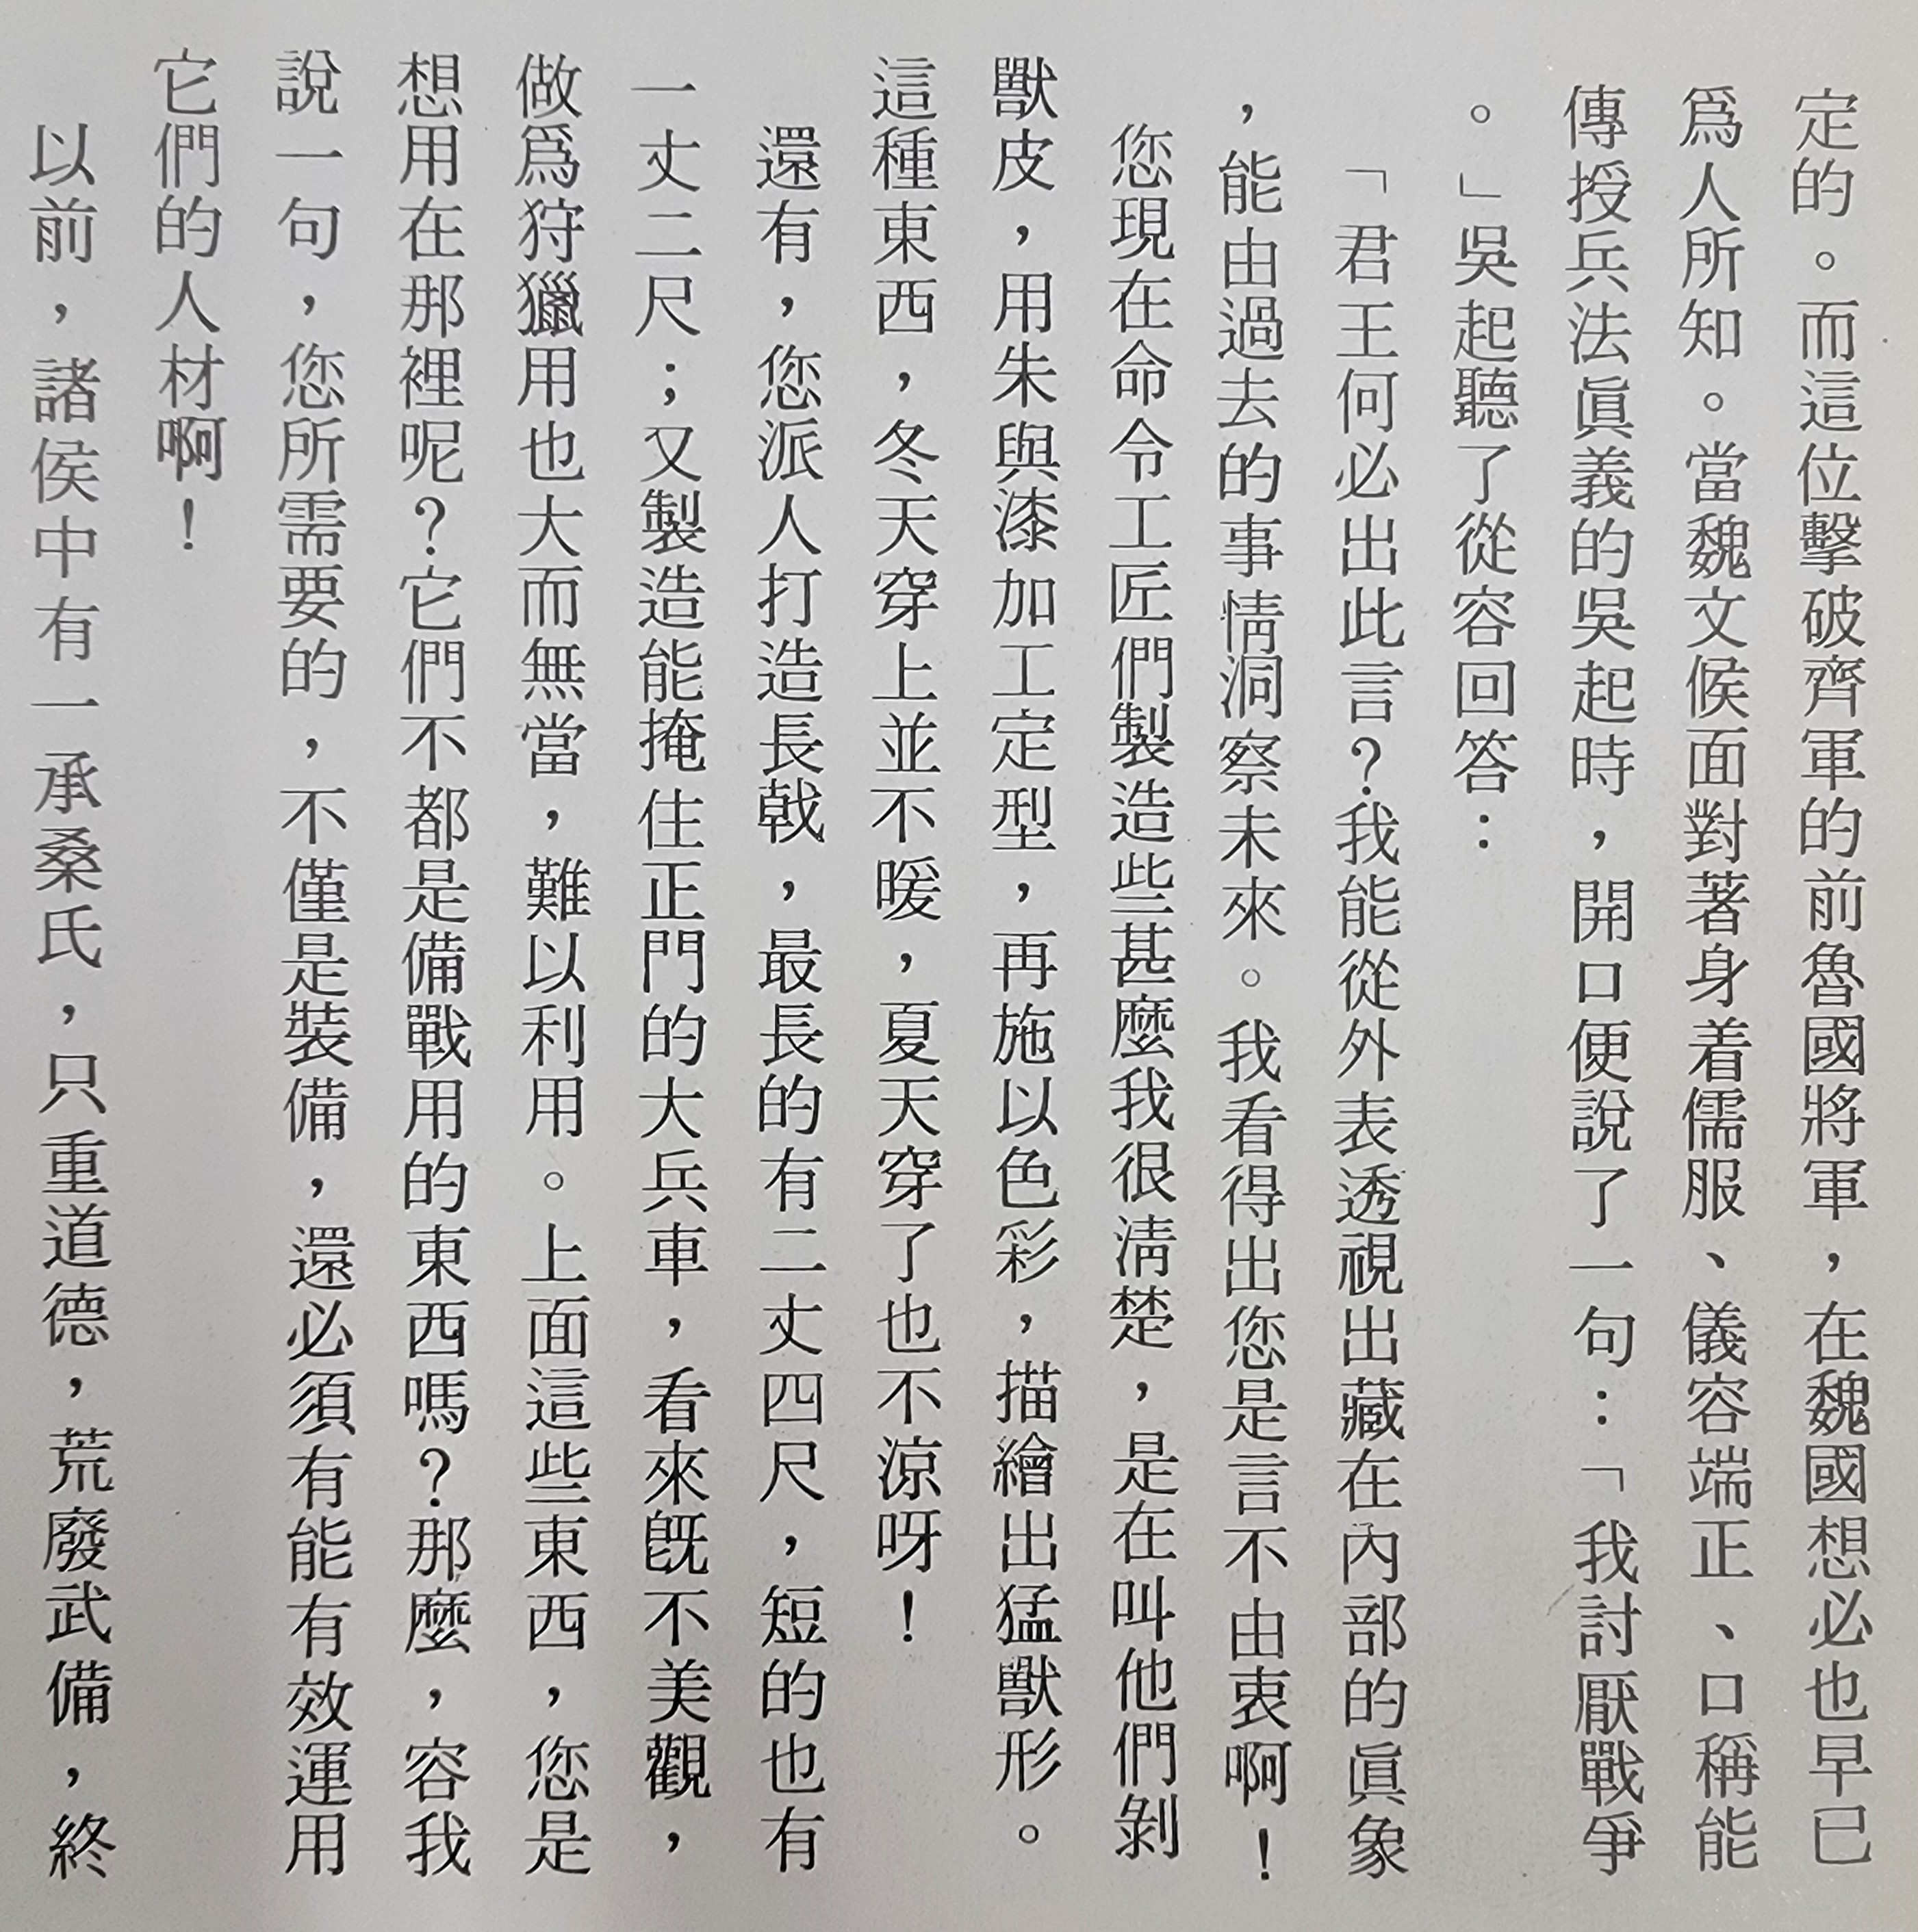 定的。而這位擊破齊軍的前魯國將軍，在魏國想必也早已
爲人所知。當魏文候面對著身着儒服、儀容端正、口稱能
傳授兵法眞義的吳起時，開口便說了一句：「我討厭戰爭
。」吳起聽了從容回答：
「君王何必出此言？我能從外表透視出藏在內部的眞象
，能由過去的事情洞察未來。我看得出您是言不由衷啊！
您現在命令工匠們製造些甚麼我很淸楚，是在叫他們剝
獸皮，用朱與漆加工定型，再施以色彩，描繪出猛獸形。
這種東西，冬天穿上並不暖，夏天穿了也不涼呀！
還有，您派人打造長戟，最長的有二丈四尺，短的也有
一丈二尺；又製造能掩住正門的大兵車，看來旣不美觀，
做爲狩獵用也大而無當，難以利用。上面這些東西，您是
想用在那裡呢？它們不都是備戰用的東西嗎？那麼，容我
說一句，您所需要的，不僅是裝備，還必須有能有效運用
它們的人材啊！
以前，諸侯中有一承桑氏，只重道德，荒廢武備，終